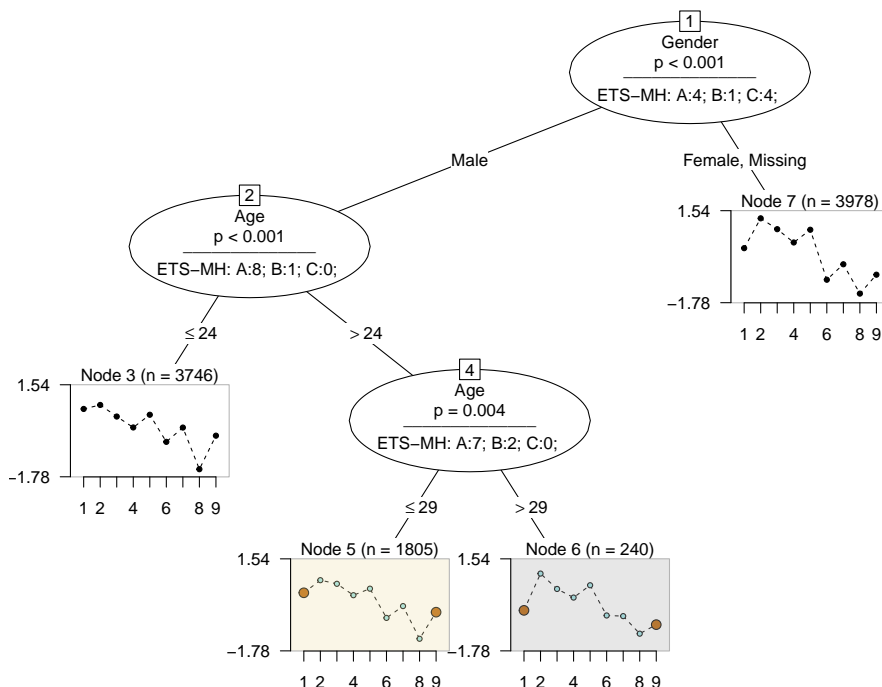 1
Gender
p < 0.001
ETS−MH: A:4; B:1; C:4;
Male
Female, Missing
2
Age
p < 0.001
ETS−MH: A:8; B:1; C:0;
Node 7 (n = 3978)
1.54
−1.78
1 2 4 6 8 9
≤ 24
> 24
Node 3 (n = 3746)
1.54
−1.78
1 2 4 6 8 9
4
Age
p = 0.004
ETS−MH: A:7; B:2; C:0;
≤ 29
> 29
Node 5 (n = 1805)
1.54
−1.78
1 2 4 6 8 9
Node 6 (n = 240)
1.54
−1.78
1 2 4 6 8 9